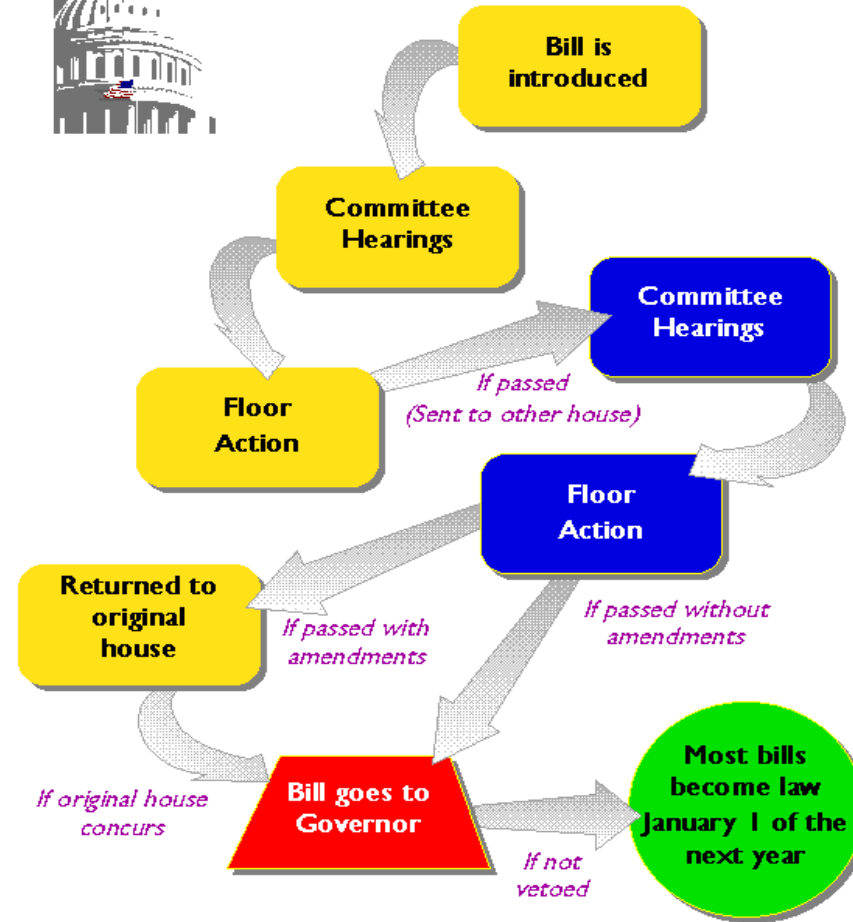 Bill is
introduced
Committee
Hearings
Committee
Hearings
If passed
(Sent to other house)
Floor
Action
Floor
Action
Returned to
original
house
If passed with
amendments
If passed without
amendments
Most bills
become law
January 1 of the
next year
Bill goes to
Governor
If original house
concurs
If not
vetoed